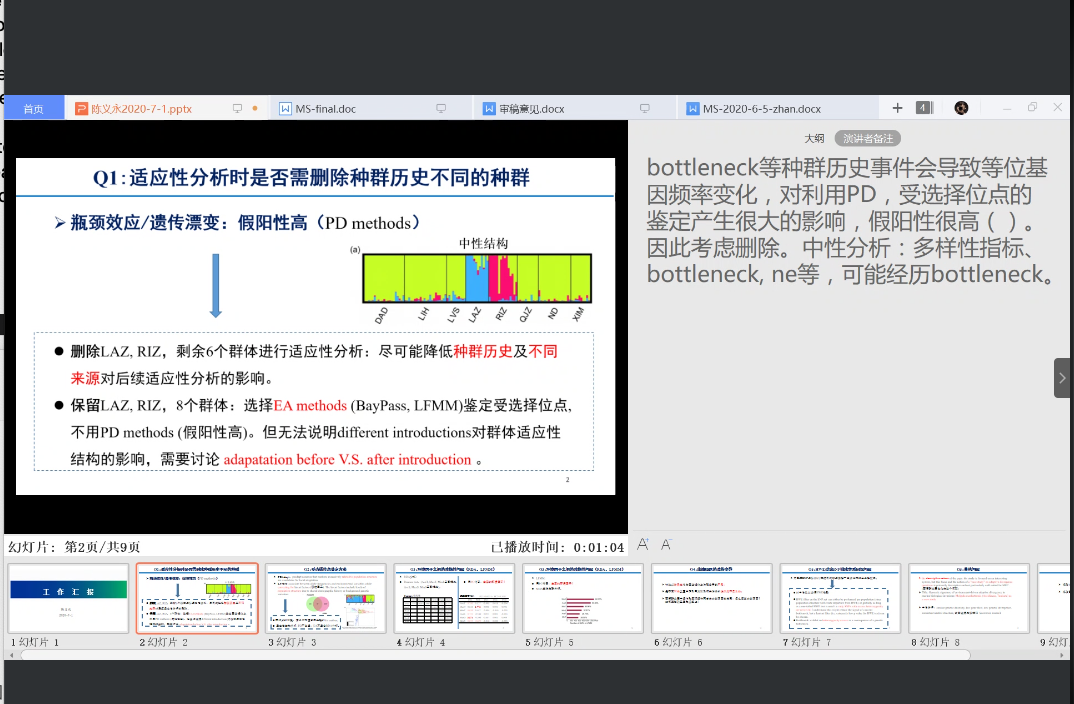 首页
陈义永2020-7-1.pptx
MS-final.doc
审稿意见.docx
MS-2020-6-5-zhan.docx
4
Q1:适应性分析时是否需删除种群历史不同的种群
➢ 瓶颈效应/遗传漂变：假阳性高（PD methods）
中性结构
(a)
DAD LIH LVS LAZ RIZ QJZ ND XIM
● 删除LAZ, RIZ，剩余6个群体进行适应性分析：尽可能降低种群历史及不同
来源对后续适应性分析的影响。
● 保留LAZ, RIZ，8个群体：选择EA methods (BayPass, LFMM)鉴定受选择位点,
不用PD methods (假阳性高)。但无法说明different introductions对群体适应性
结构的影响，需要讨论 adapatation before V.S. after introduction 。
2
大纲 演讲者备注
bottleneck等种群历史事件会导致等位基
因频率变化，对利用PD，受选择位点的
鉴定产生很大的影响，假阳性很高（ ）。
因此考虑删除。中性分析：多样性指标、
bottleneck, ne等，可能经历bottleneck。
幻灯片: 第2页/共9页
已播放时间: 0:01:04
工 作 汇 报
1 幻灯片 1
2 幻灯片 2
3 幻灯片 3
4 幻灯片 4
5 幻灯片 5
6 幻灯片 6
7 幻灯片 7
8 幻灯片 8
9 幻灯